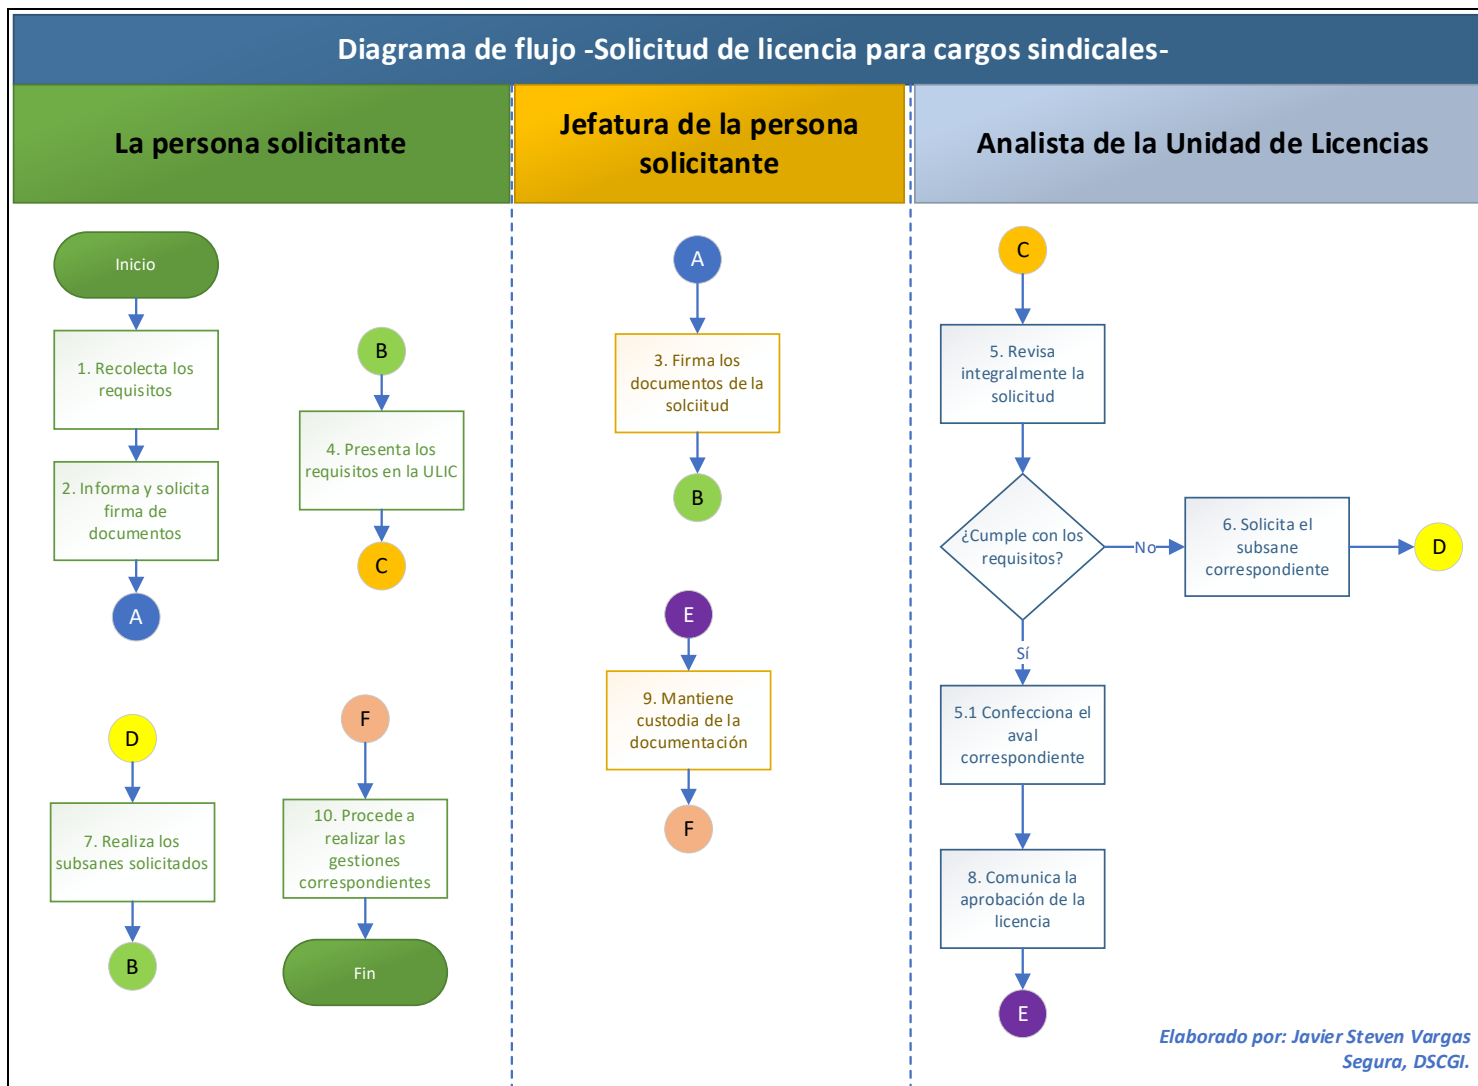 Diagrama de flujo -Solicitud de licencia para cargos sindicales-
La persona solicitante
Jefatura de la persona
solicitante
Analista de la Unidad de Licencias
Inicio
1. Recolecta los
requisitos
2. Informa y solicita
firma de
documentos
A
B
4. Presenta los
requisitos en la ULIC
C
D
7. Realiza los
subsanes solicitados
B
F
10. Procede a
realizar las
gestiones
correspondientes
Fin
A
3. Firma los
documentos de la
solciitud
B
E
9. Mantiene
custodia de la
documentación
F
C
5. Revisa
integralmente la
solicitud
¿Cumple con los
requisitos?
No
6. Solicita el
subsane
correspondiente
D
Sí
5.1 Confecciona el
aval
correspondiente
8. Comunica la
aprobación de la
licencia
E
Elaborado por: Javier Steven Vargas
Segura, DSCGI.